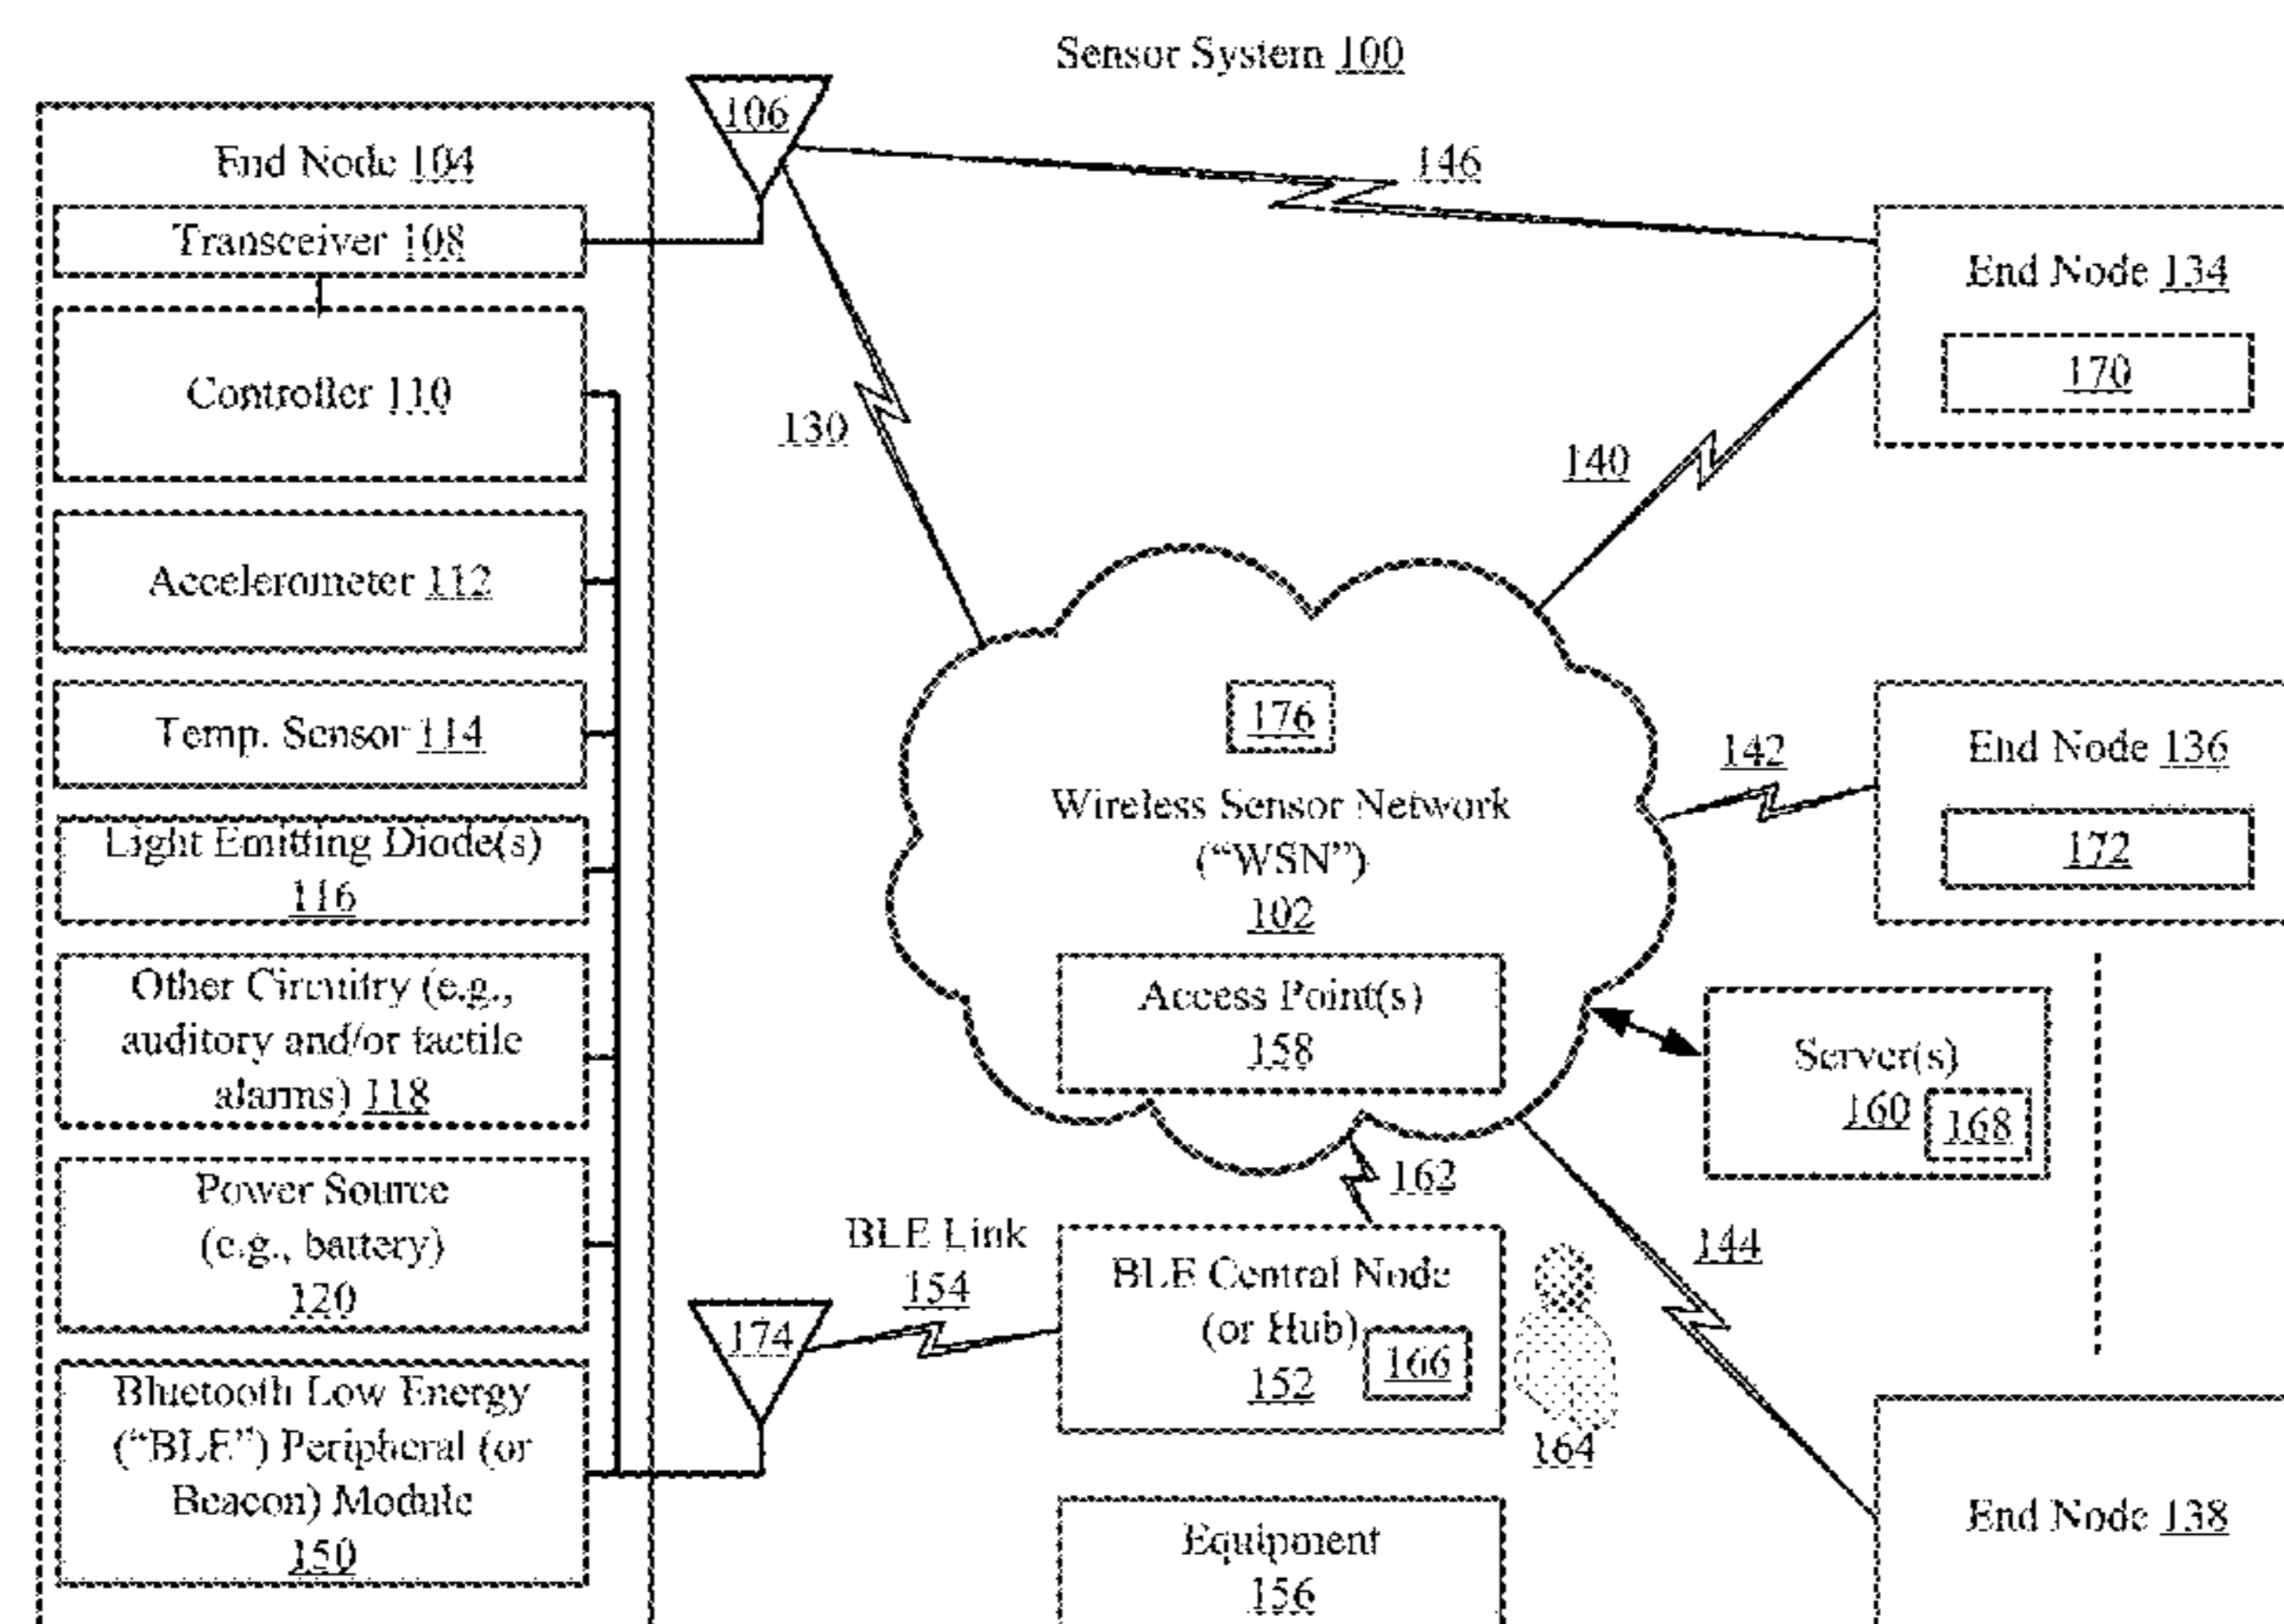 Sensor System 100
106
End Node 104
Transceiver 108
Controller 110
Accelerometer 112
Temp. Sensor 114
Light Emitting Diode(s)
116
Other Circuitry (e.g.,
auditory and/or tactile
alarms) 118
Power Source
(e.g., battery)
120
Bluetooth Low Energy
("BLE") Peripheral (or
Beacon) Module
150
146
130
140
End Node 134
170
176
Wireless Sensor Network
("WSN")
102
Access Point(s)
158
142
End Node 136
172
Server(s)
160
168
162
BLE Link
154
174
BLE Central Node
(or Hub)
152
166
164
144
Equipment
156
End Node 138